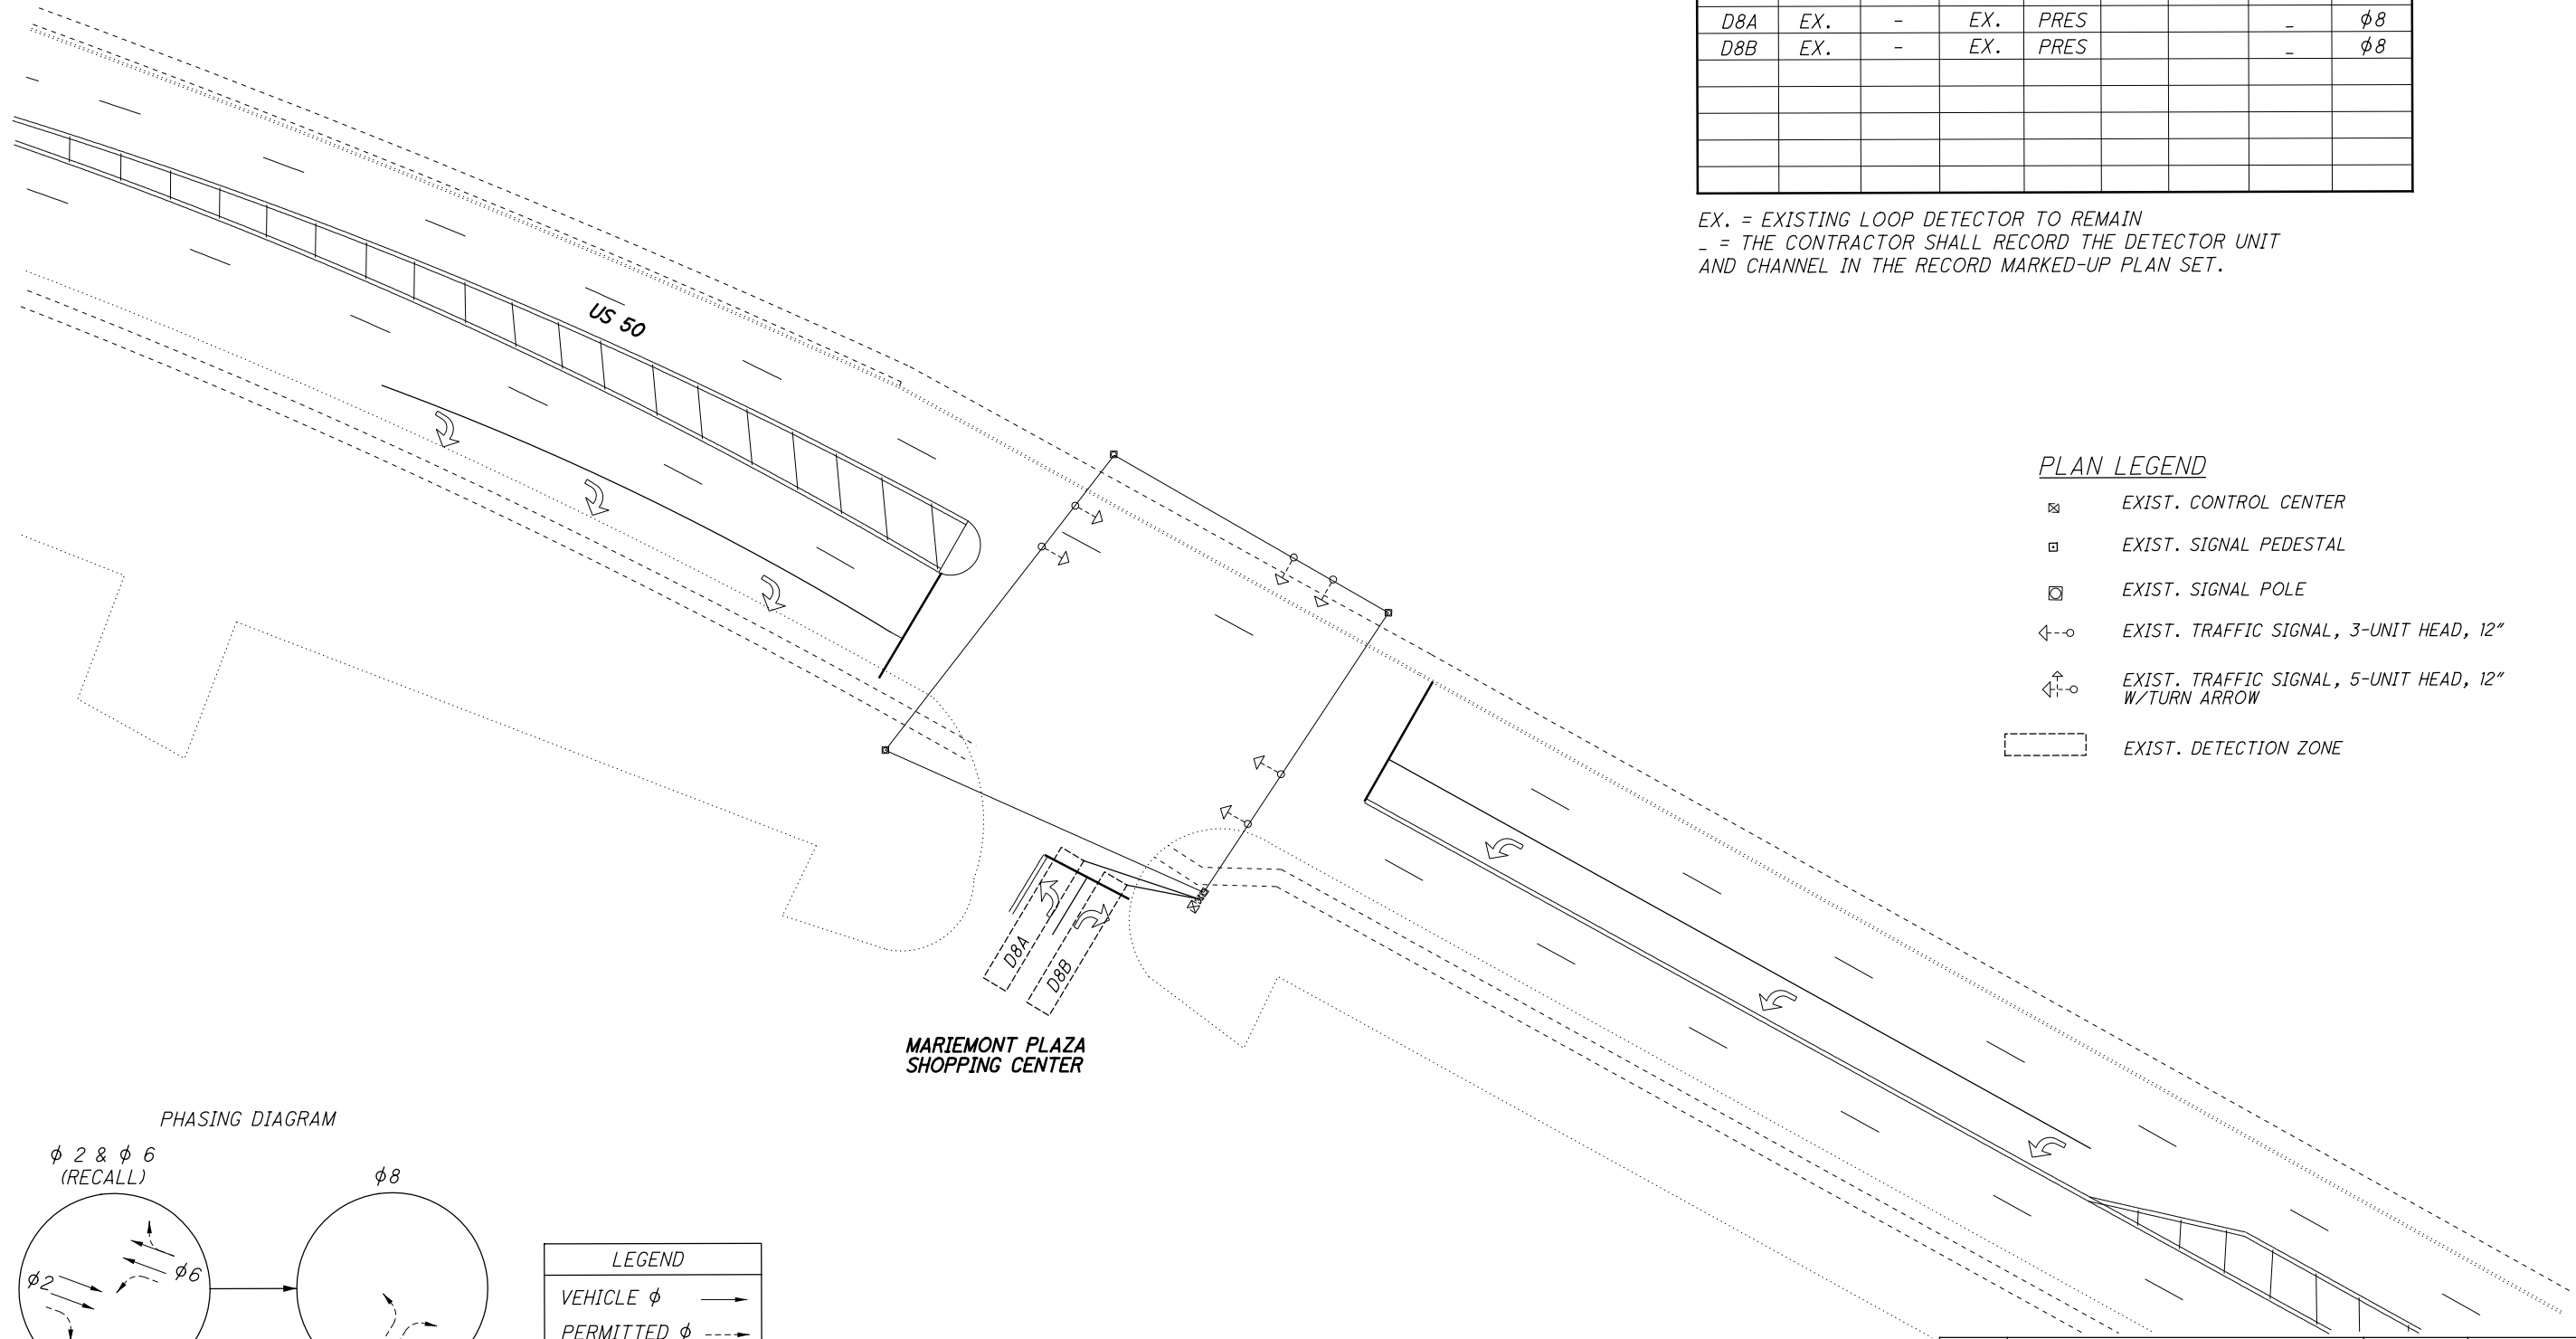 D8A EX. - EX. PRES _ ϕ8
D8B EX. - EX. PRES _ ϕ8
EX. = EXISTING LOOP DETECTOR TO REMAIN
_ = THE CONTRACTOR SHALL RECORD THE DETECTOR UNIT
AND CHANNEL IN THE RECORD MARKED-UP PLAN SET.
US 50
PLAN LEGEND
EXIST. CONTROL CENTER
EXIST. SIGNAL PEDESTAL
EXIST. SIGNAL POLE
EXIST. TRAFFIC SIGNAL, 3-UNIT HEAD, 12"
EXIST. TRAFFIC SIGNAL, 5-UNIT HEAD, 12"
W/TURN ARROW
EXIST. DETECTION ZONE
D8A
D8B
MARIEMONT PLAZA
SHOPPING CENTER
PHASING DIAGRAM
ϕ 2 & ϕ 6
(RECALL)
ϕ8
ϕ2
ϕ6
LEGEND
VEHICLE ϕ
PERMITTED ϕ